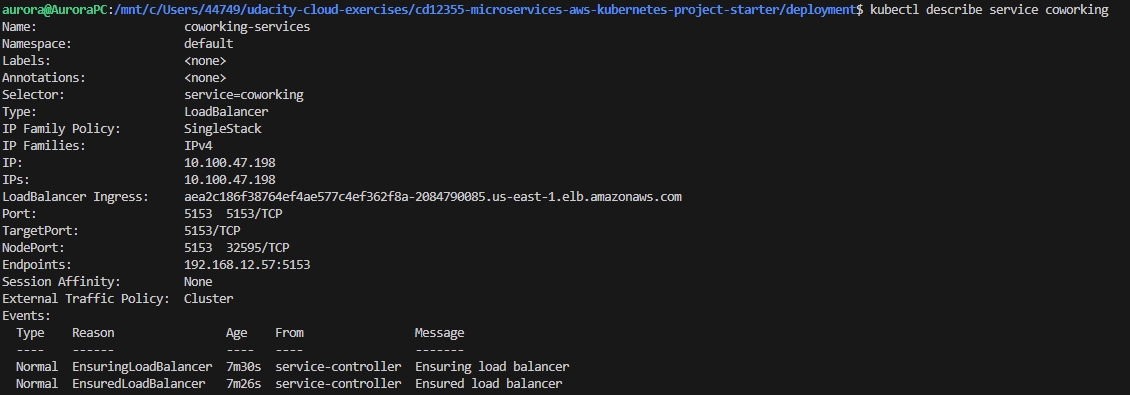 aurora@AuroraPC:/mnt/c/Users/44749/udacity-cloud-exercises/cd12355-microservices-aws-kubernetes-project-starter/deployment$ kubectl describe service coworking
Name:                     coworking-services
Namespace:                default
Labels:                   <none>
Annotations:              <none>
Selector:                 service=coworking
Type:                     LoadBalancer
IP Family Policy:         SingleStack
IP Families:              IPv4
IP:                       10.100.47.198
IPs:                      10.100.47.198
LoadBalancer Ingress:     aea2c186f38764ef4ae577c4ef362f8a-2084790085.us-east-1.elb.amazonaws.com
Port:                     5153  5153/TCP
TargetPort:               5153/TCP
NodePort:                 5153  32595/TCP
Endpoints:                192.168.12.57:5153
Session Affinity:         None
External Traffic Policy:  Cluster
Events:
  Type    Reason                Age    From                Message
  ----    ------                ----   ----                -------
  Normal  EnsuringLoadBalancer  7m30s  service-controller  Ensuring load balancer
  Normal  EnsuredLoadBalancer   7m26s  service-controller  Ensured load balancer